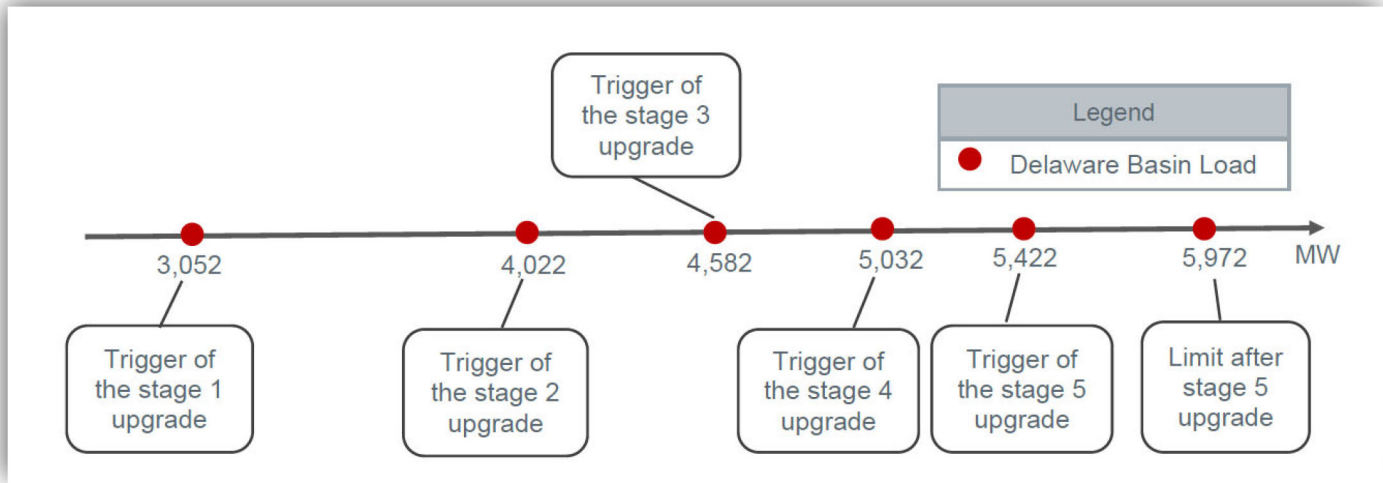 Trigger of
the stage 3
upgrade
Legend
Delaware Basin Load
3,052
4,022
4,582
5,032
5,422
5,972
MW
Trigger of
the stage 1
upgrade
Trigger of
the stage 2
upgrade
Trigger of
the stage 4
upgrade
Trigger of
the stage 5
upgrade
Limit after
stage 5
upgrade